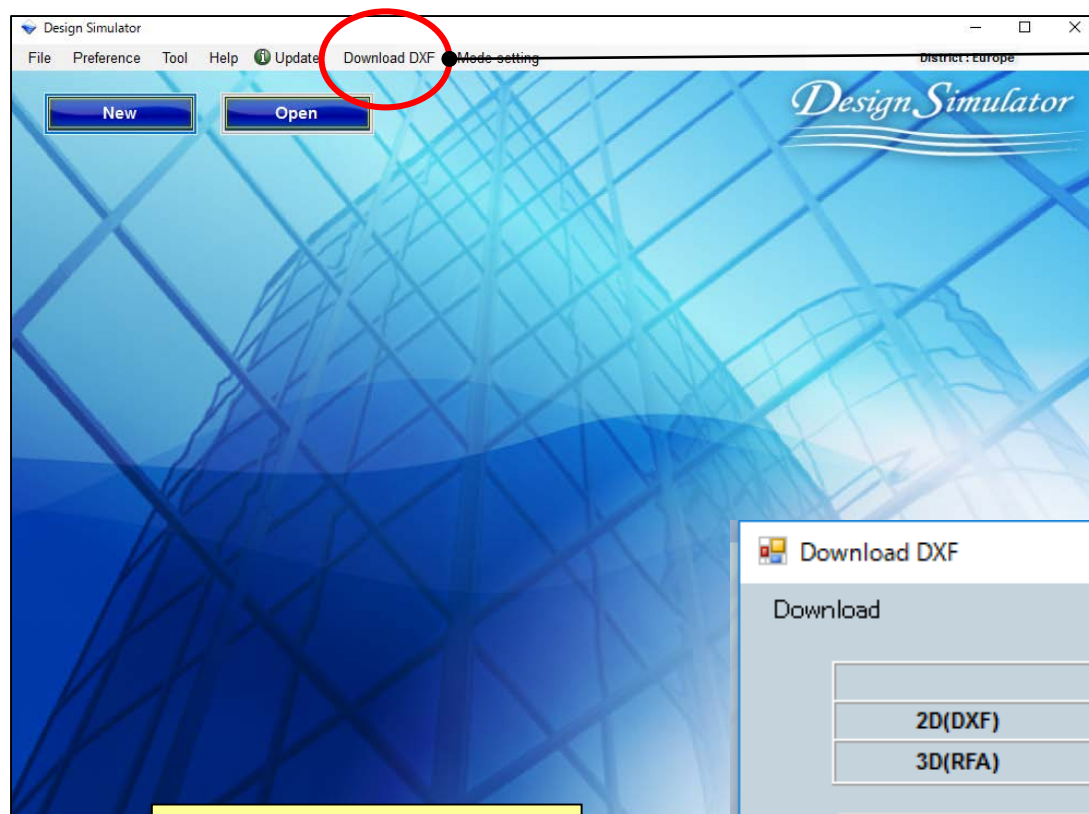 Design Simulator
File Preference Tool Help Update Download DXF Mode setting District : Europe
New Open
Design Simulator
Download DXF
Download
2D(DXF)
3D(RFA)